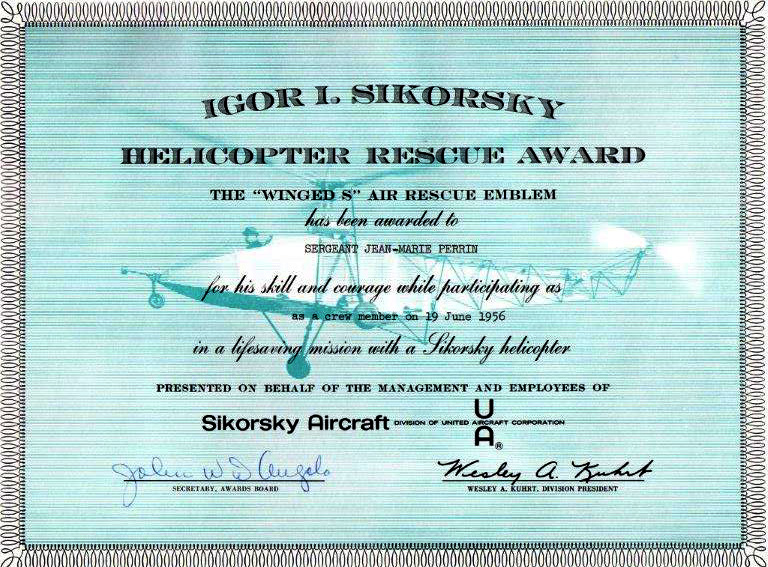 IGOR I. SIKORSKY
HELICOPTER RESCUE AWARD
THE "WINGED S" AIR RESCUE EMBLEM
has been awarded to
SERGEANT JEAN-MARIE PERRIN
for his skill and courage while participating as
as a crew member on 19 June 1956
in a lifesaving mission with a Sikorsky helicopter
PRESENTED ON BEHALF OF THE MANAGEMENT AND EMPLOYEES OF
Sikorsky Aircraft DIVISION OF UNITED AIRCRAFT CORPORATION
U
A®
John W D'Angelo Wesley A. Kuhrt
SECRETARY, AWARDS BOARD WESLEY A. KUHRT, DIVISION PRESIDENT